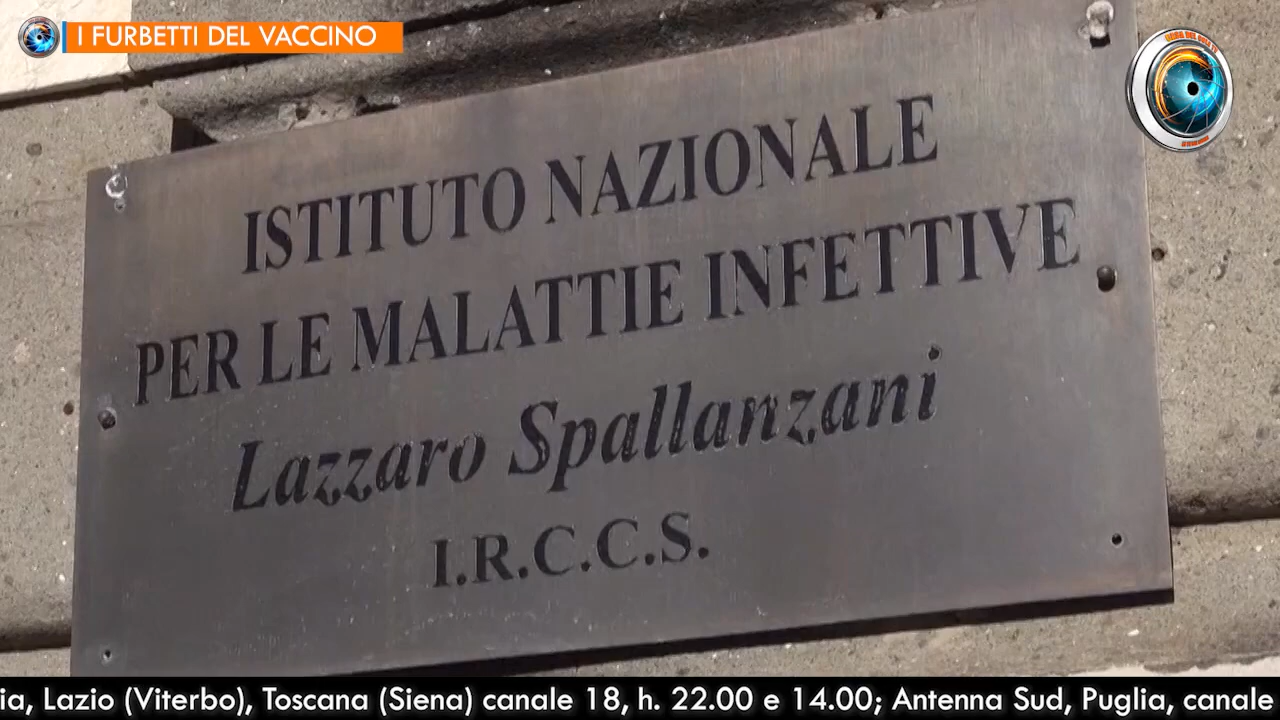 I FURBETTI DEL VACCINO
ISTITUTO NAZIONALE
PER LE MALATTIE INFETTIVE
Lazzaro Spallanzani
I.R.C.C.S.
ia, Lazio (Viterbo), Toscana (Siena) canale 18, h. 22.00 e 14.00; Antenna Sud, Puglia, canale